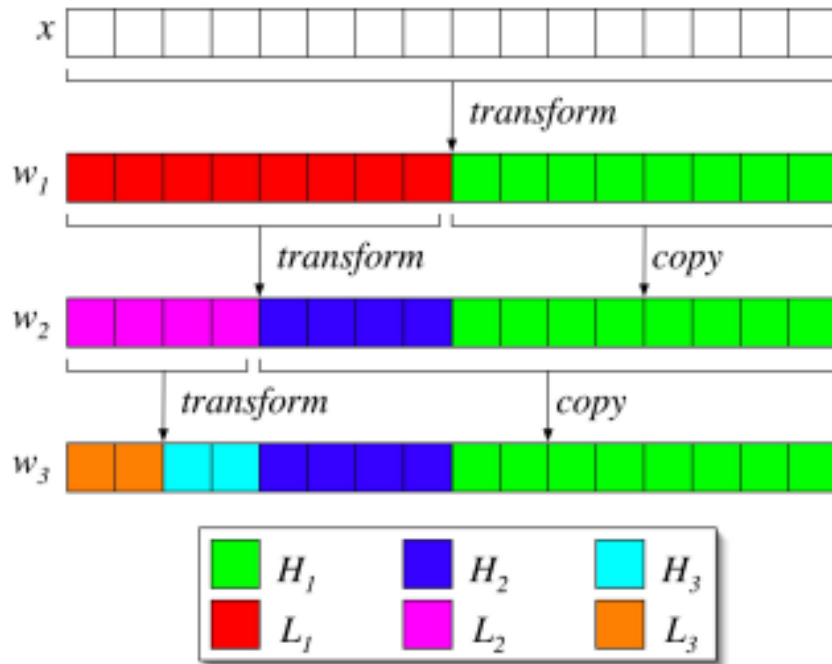 x
transform
w₁
transform copy
w₂
transform copy
w₃
H₁ H₂ H₃
L₁ L₂ L₃